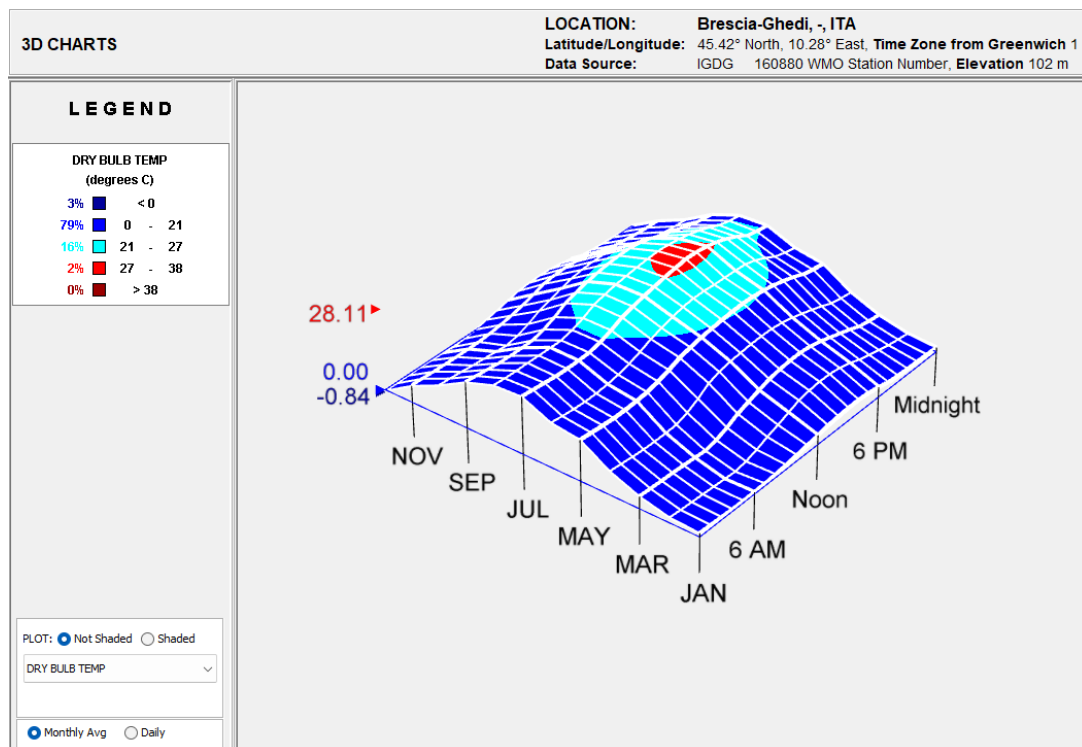 3D CHARTS
LOCATION: Brescia-Ghedi, -, ITA
Latitude/Longitude: 45.42° North, 10.28° East, Time Zone from Greenwich 1
Data Source: IGDG 160880 WMO Station Number, Elevation 102 m
LEGEND
DRY BULB TEMP
(degrees C)
3% < 0
79% 0 - 21
16% 21 - 27
2% 27 - 38
0% > 38
28.11
0.00
-0.84
NOV
SEP
JUL
MAY
MAR
JAN
6 AM
Noon
6 PM
Midnight
PLOT: Not Shaded Shaded
DRY BULB TEMP
Monthly Avg Daily